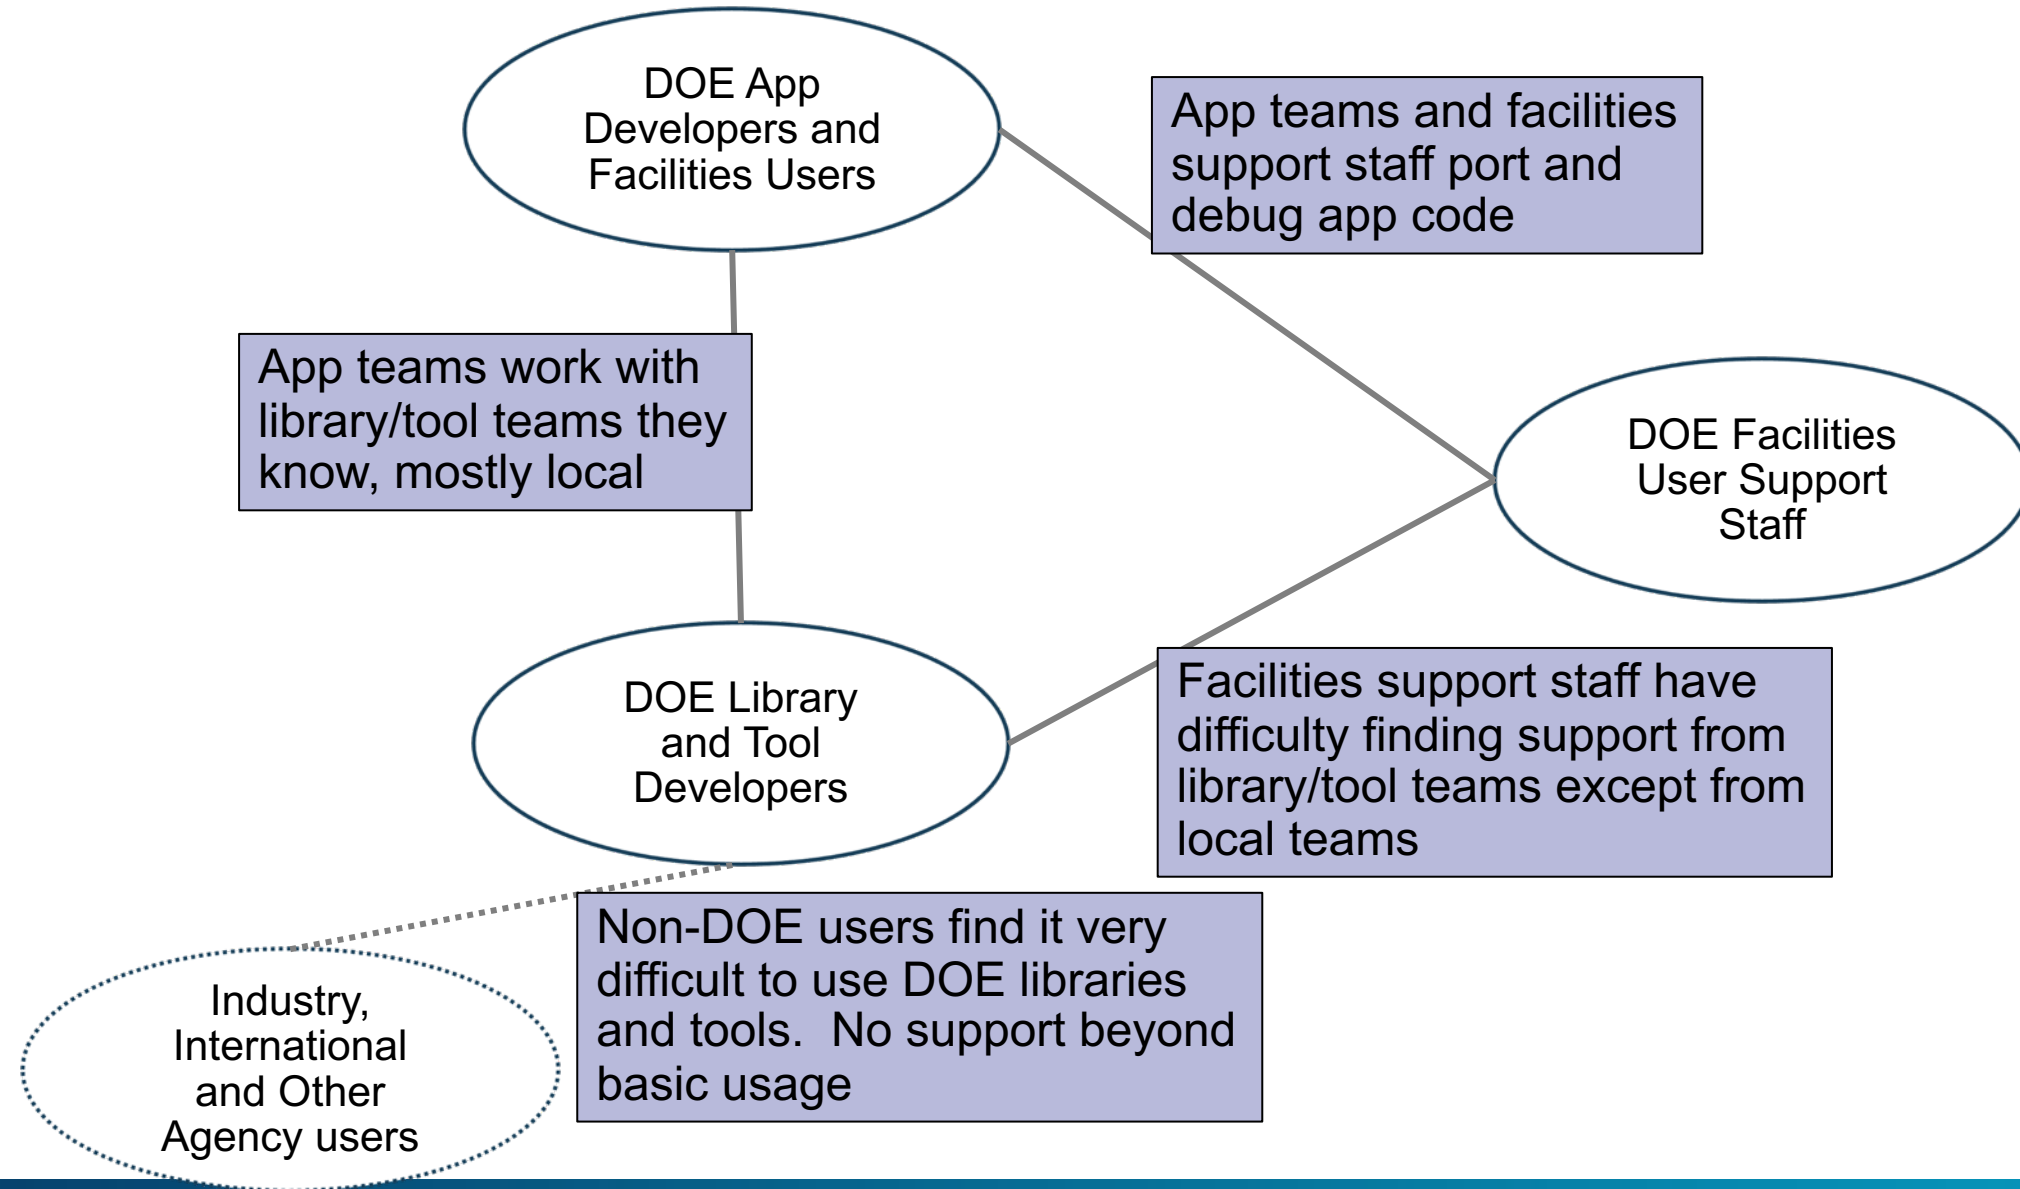 DOE App
Developers and
Facilities Users
App teams and facilities
support staff port and
debug app code
App teams work with
library/tool teams they
know, mostly local
DOE Facilities
User Support
Staff
DOE Library
and Tool
Developers
Facilities support staff have
difficulty finding support from
library/tool teams except from
local teams
Non-DOE users find it very
difficult to use DOE libraries
and tools.  No support beyond
basic usage
Industry,
International
and Other
Agency users